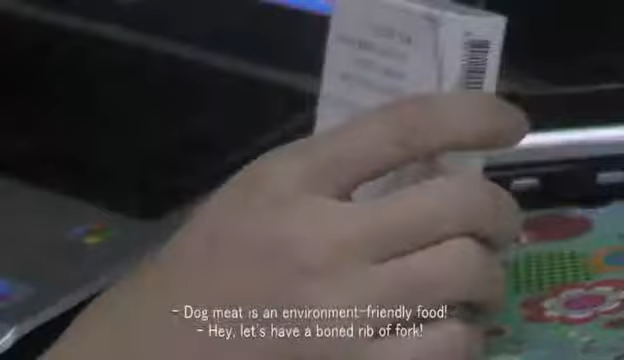 - Dog meat is an environment-friendly food!
- Hey, let's have a boned rib of fork!